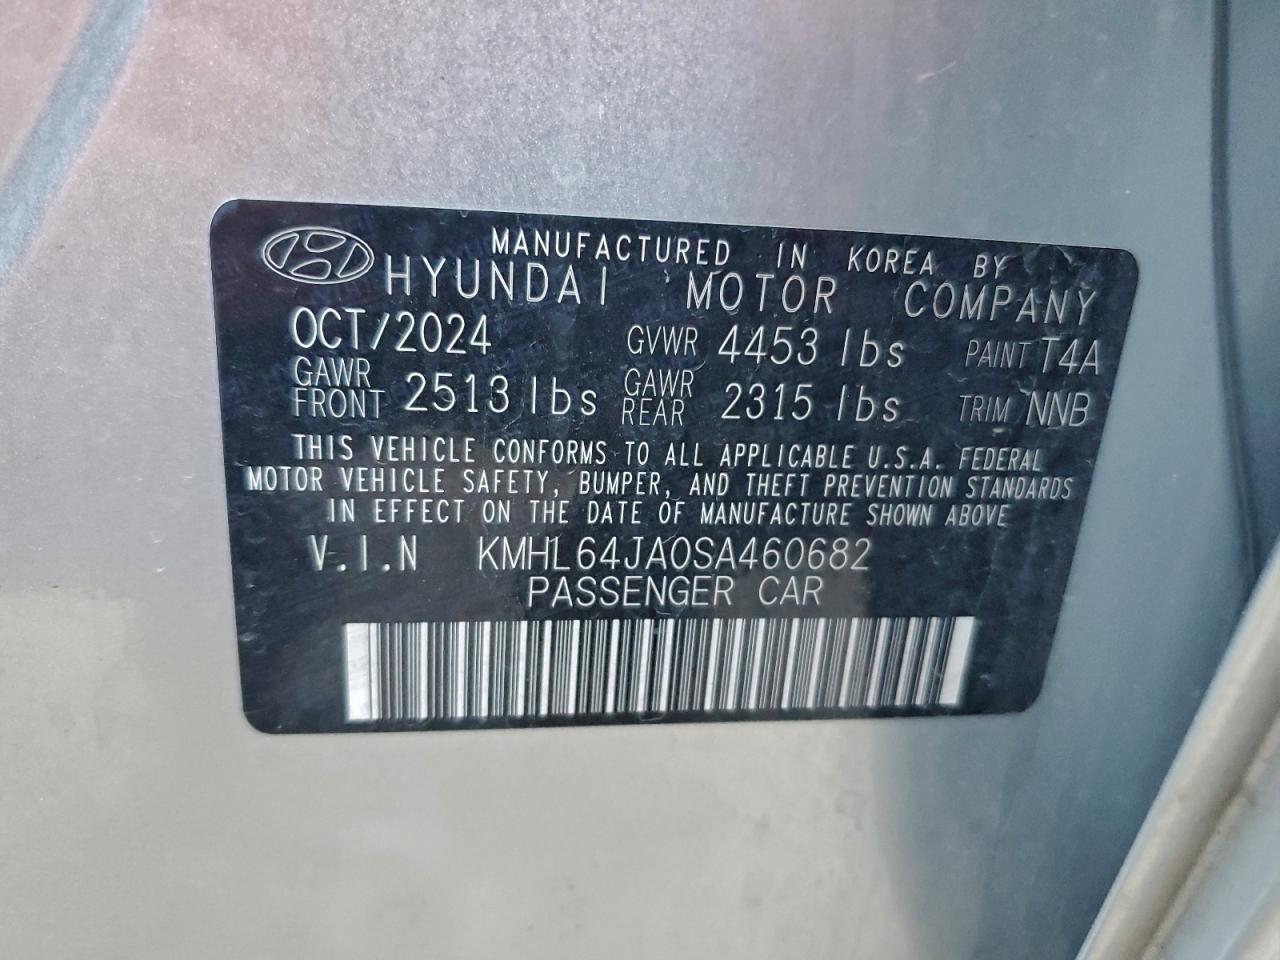 MANUFACTURED IN KOREA BY
HYUNDAI MOTOR COMPANY
OCT/2024 GVWR 4453 lbs PAINT T4A
GAWR FRONT 2513 lbs GAWR REAR 2315 lbs TRIM NNB
THIS VEHICLE CONFORMS TO ALL APPLICABLE U.S.A. FEDERAL
MOTOR VEHICLE SAFETY, BUMPER, AND THEFT PREVENTION STANDARDS
IN EFFECT ON THE DATE OF MANUFACTURE SHOWN ABOVE
V.I.N KMHL64JA0SA460682
PASSENGER CAR